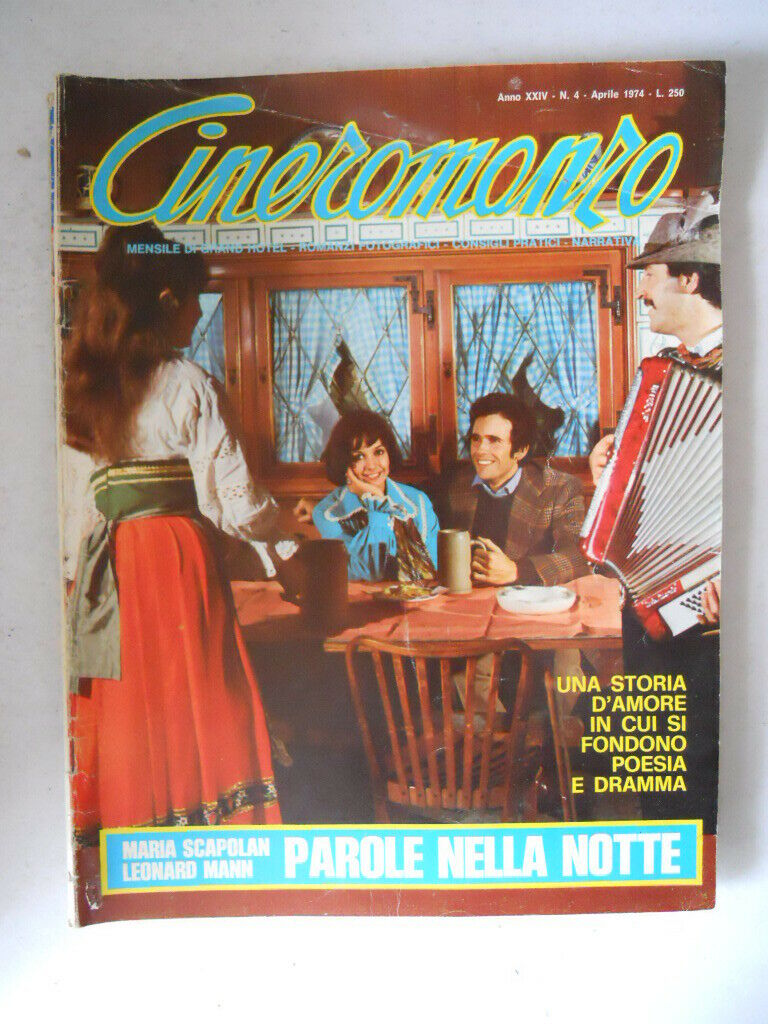 Anno XXIV - N. 4 - Aprile 1974 - L. 250
Cineromanzo
MENSILE DI GRAND HOTEL - ROMANZI FOTOGRAFICI - CONSIGLI PRATICI - NARRATIVA
UNA STORIA
D'AMORE
IN CUI SI
FONDONO
POESIA
E DRAMMA
MARIA SCAPOLAN
LEONARD MANN
PAROLE NELLA NOTTE